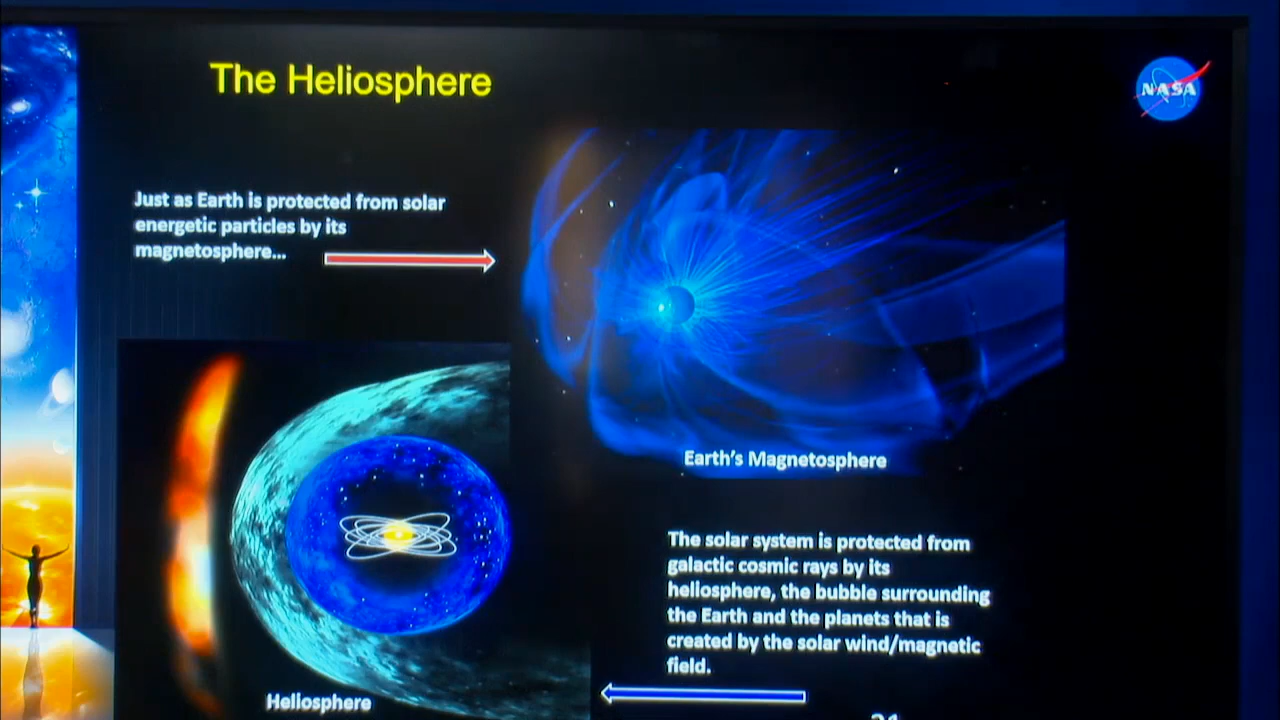 The Heliosphere
NASA
Just as Earth is protected from solar
energetic particles by its
magnetosphere...
Earth's Magnetosphere
The solar system is protected from
galactic cosmic rays by its
heliosphere, the bubble surrounding
the Earth and the planets that is
created by the solar wind/magnetic
field.
Heliosphere